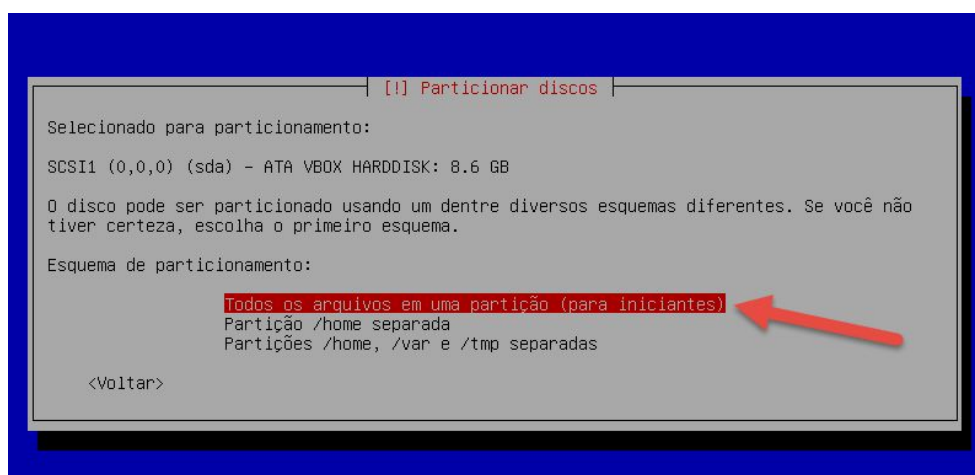 [!] Particionar discos
Selecionado para particionamento:
SCSI1 (0,0,0) (sda) - ATA VBOX HARDDISK: 8.6 GB
O disco pode ser particionado usando um dentre diversos esquemas diferentes. Se você não
tiver certeza, escolha o primeiro esquema.
Esquema de particionamento:
Todos os arquivos em uma partição (para iniciantes)
Partição /home separada
Partições /home, /var e /tmp separadas
<Voltar>